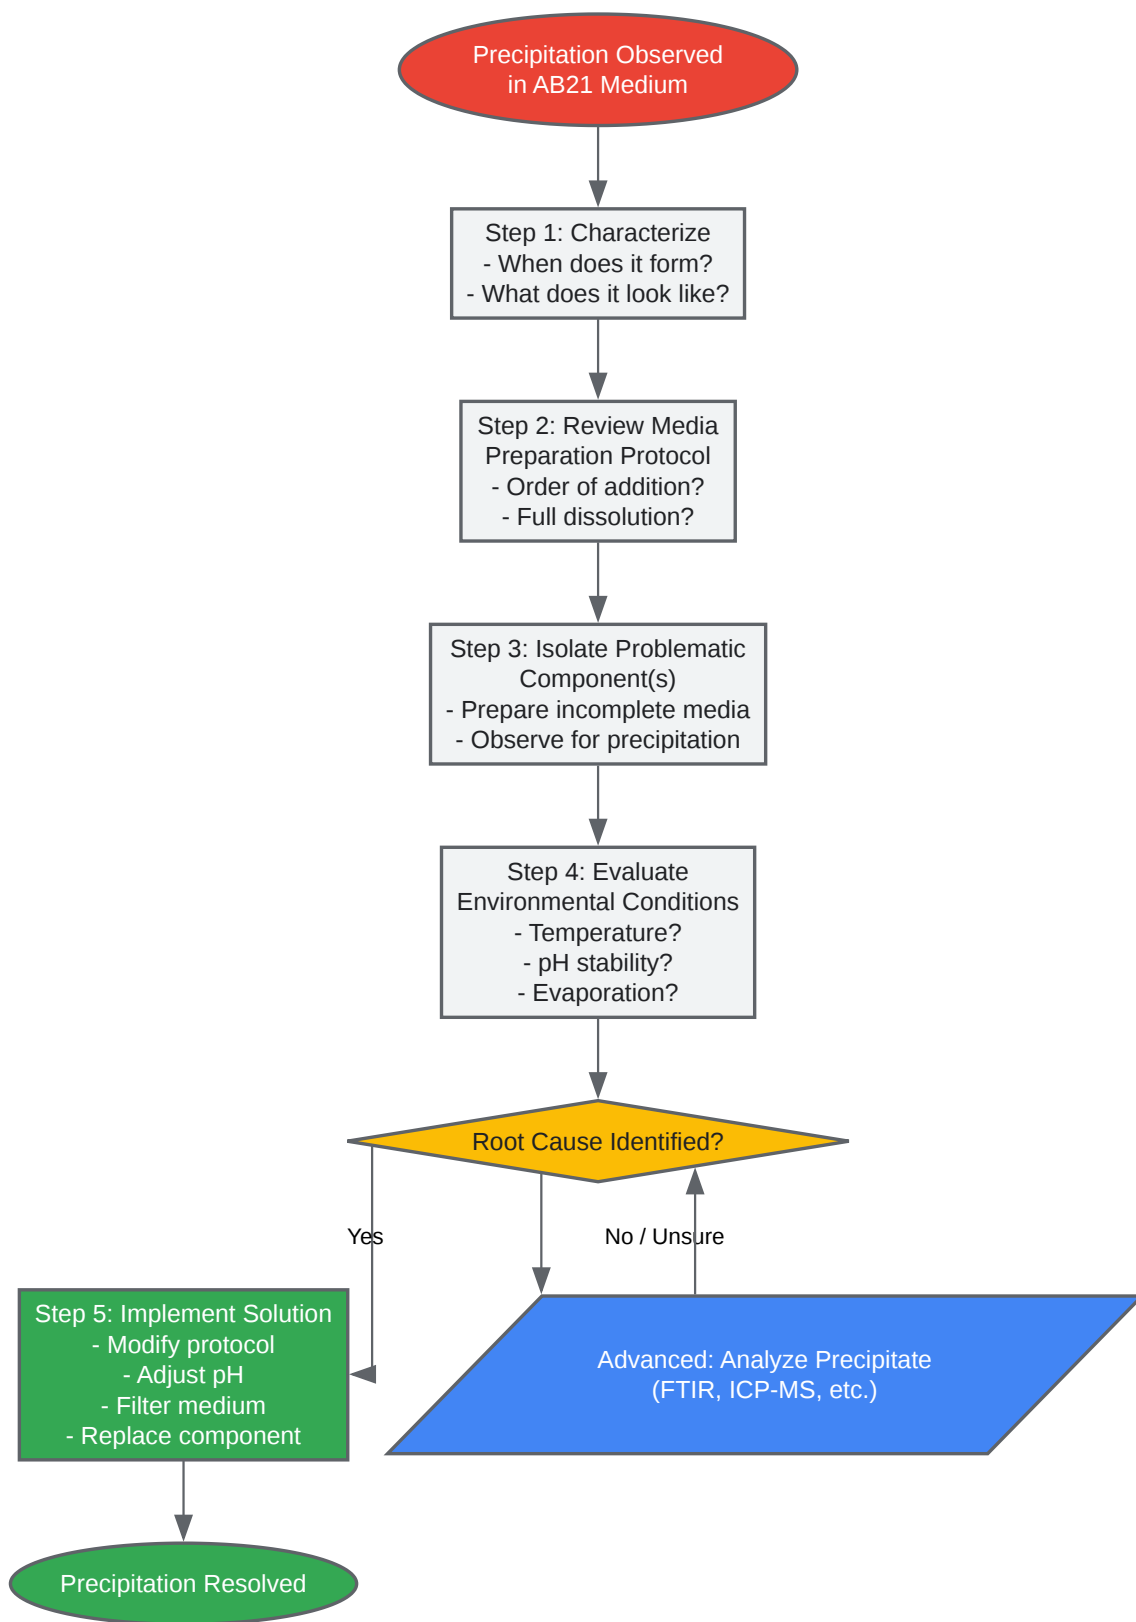 Precipitation Observed
in AB21 Medium
Step 1: Characterize
- When does it form?
- What does it look like?
Step 2: Review Media
Preparation Protocol
- Order of addition?
- Full dissolution?
Step 3: Isolate Problematic
Component(s)
- Prepare incomplete media
- Observe for precipitation
Step 4: Evaluate
Environmental Conditions
- Temperature?
- pH stability?
- Evaporation?
Root Cause Identified?
Yes
No / Unsure
Step 5: Implement Solution
- Modify protocol
- Adjust pH
- Filter medium
- Replace component
Advanced: Analyze Precipitate
(FTIR, ICP-MS, etc.)
Precipitation Resolved